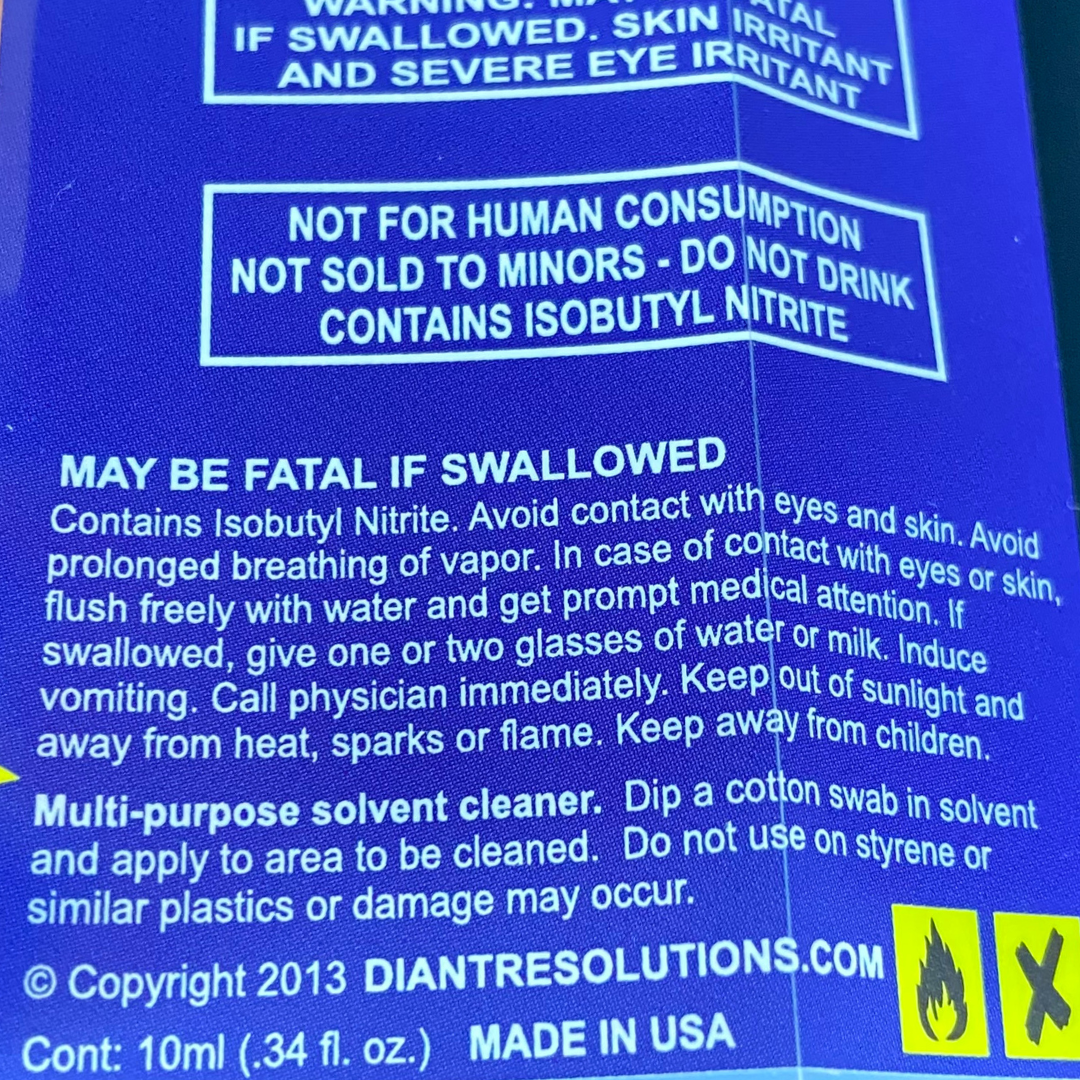 WARNING: MAY FATAL
IF SWALLOWED. SKIN IRRITANT
AND SEVERE EYE IRRITANT
NOT FOR HUMAN CONSUMPTION
NOT SOLD TO MINORS - DO NOT DRINK
CONTAINS ISOBUTYL NITRITE
MAY BE FATAL IF SWALLOWED
Contains Isobutyl Nitrite. Avoid contact with eyes and skin. Avoid
prolonged breathing of vapor. In case of contact with eyes or skin,
flush freely with water and get prompt medical attention. If
swallowed, give one or two glasses of water or milk. Induce
vomiting. Call physician immediately. Keep out of sunlight and
away from heat, sparks or flame. Keep away from children.
Multi-purpose solvent cleaner. Dip a cotton swab in solvent
and apply to area to be cleaned. Do not use on styrene or
similar plastics or damage may occur.
© Copyright 2013 DIANTRESOLUTIONS.COM
Cont: 10ml (.34 fl. oz.) MADE IN USA